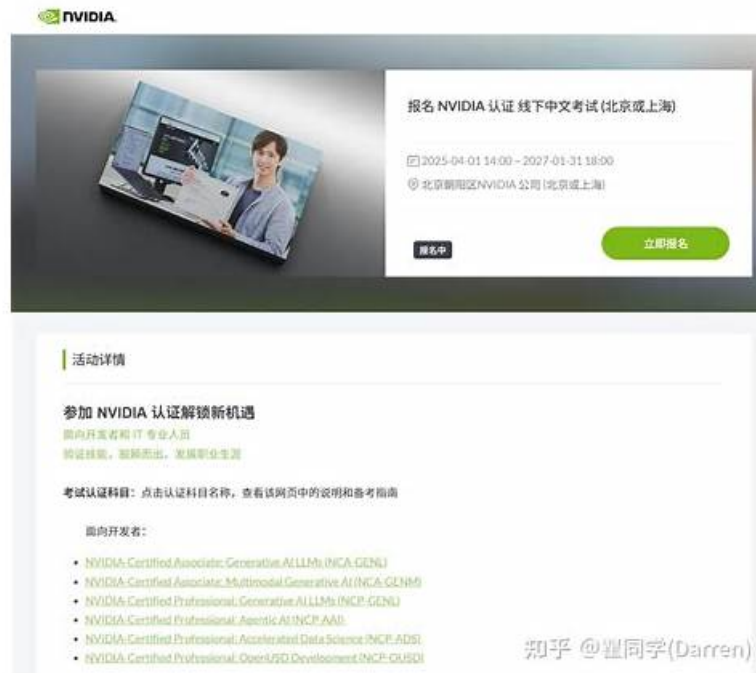 NVIDIA.
报名 NVIDIA 认证 线下中文考试 (北京或上海)
2025-04-01 14:00 ~ 2027-01-31 18:00
北京朝阳区NVIDIA 公司 (北京或上海)
报名中
立即报名
活动详情
参加 NVIDIA 认证解锁新机遇
面向开发者和 IT 专业人员
验证技能，脱颖而出，发展职业生涯
考试认证科目：点击认证科目名称，查看该网页中的说明和备考指南
面向开发者：
• NVIDIA-Certified Associate: Generative AI LLMs (NCA-GENL)
• NVIDIA-Certified Associate: Multimodal Generative AI (NCA-GENM)
• NVIDIA-Certified Professional: Generative AI LLMs (NCP-GENL)
• NVIDIA-Certified Professional: Agentic AI (NCP-AAI)
• NVIDIA-Certified Professional: Accelerated Data Science (NCP-ADS)
• NVIDIA-Certified Professional: OpenUSD Development (NCP-OUSD)
知乎 @瞿同学(Darren)